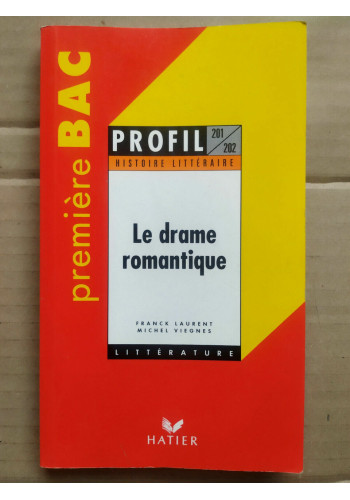 première BAC
PROFIL 201/202
HISTOIRE LITTÉRAIRE
Le drame
romantique
FRANCK LAURENT
MICHEL VIEGNES
LITTÉRATURE
HATIER